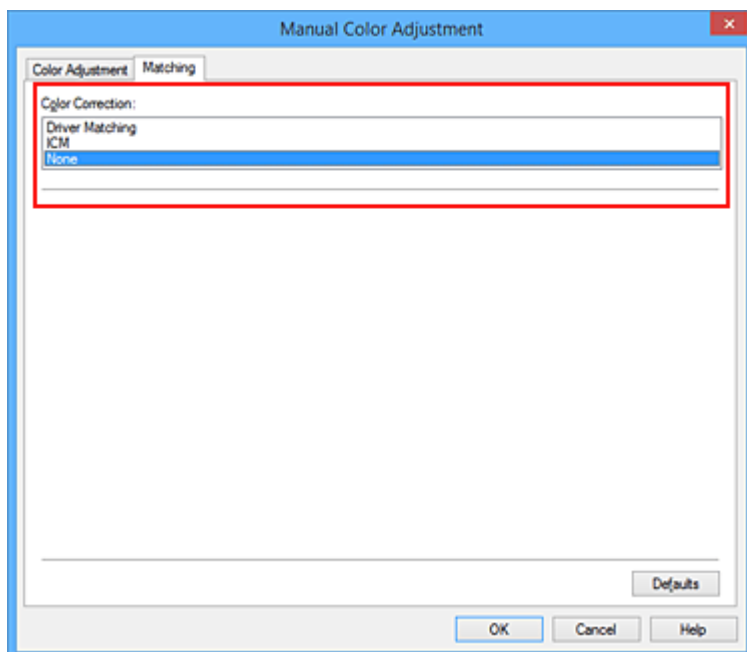 Manual Color Adjustment
Color Adjustment Matching
Color Correction:
Driver Matching
ICM
None
Defaults
OK Cancel Help